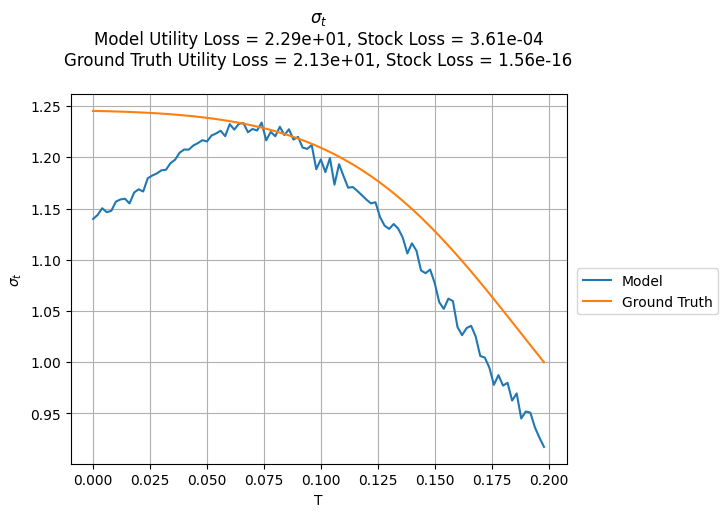 σt
Model Utility Loss = 2.29e+01, Stock Loss = 3.61e-04
Ground Truth Utility Loss = 2.13e+01, Stock Loss = 1.56e-16
1.25
1.20
1.15
1.10
1.05
1.00
0.95
σt
0.000 0.025 0.050 0.075 0.100 0.125 0.150 0.175 0.200
T
Model
Ground Truth